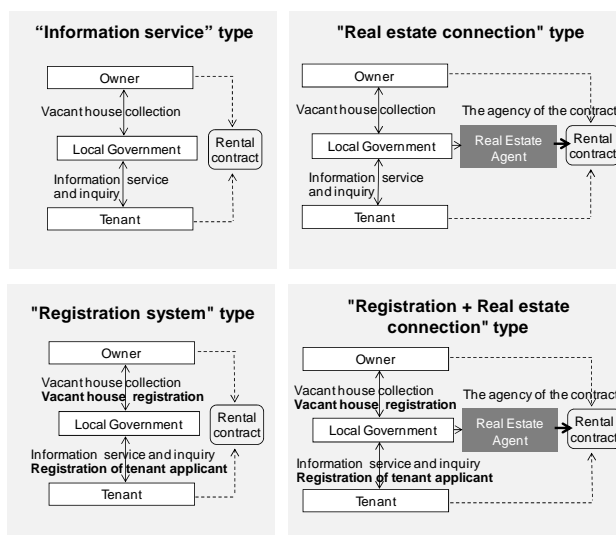 “Information service” type
Owner
Vacant house collection
Local Government
Rental
contract
Information service
and inquiry
Tenant
"Real estate connection" type
Owner
Vacant house collection
The agency of the contract
Local Government
Real Estate
Agent
Rental
contract
Information service
and inquiry
Tenant
"Registration system" type
Owner
Vacant house collection
Vacant house registration
Local Government
Rental
contract
Information service and inquiry
Registration of tenant applicant
Tenant
"Registration + Real estate
connection" type
Owner
Vacant house collection
Vacant house registration
The agency of the contract
Local Government
Real Estate
Agent
Rental
contract
Information service and inquiry
Registration of tenant applicant
Tenant